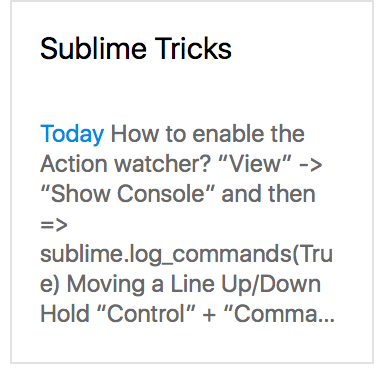 Sublime Tricks
Today How to enable the
Action watcher? “View” ->
“Show Console” and then
=>
sublime.log_commands(Tru
e) Moving a Line Up/Down
Hold “Control” + “Comma...